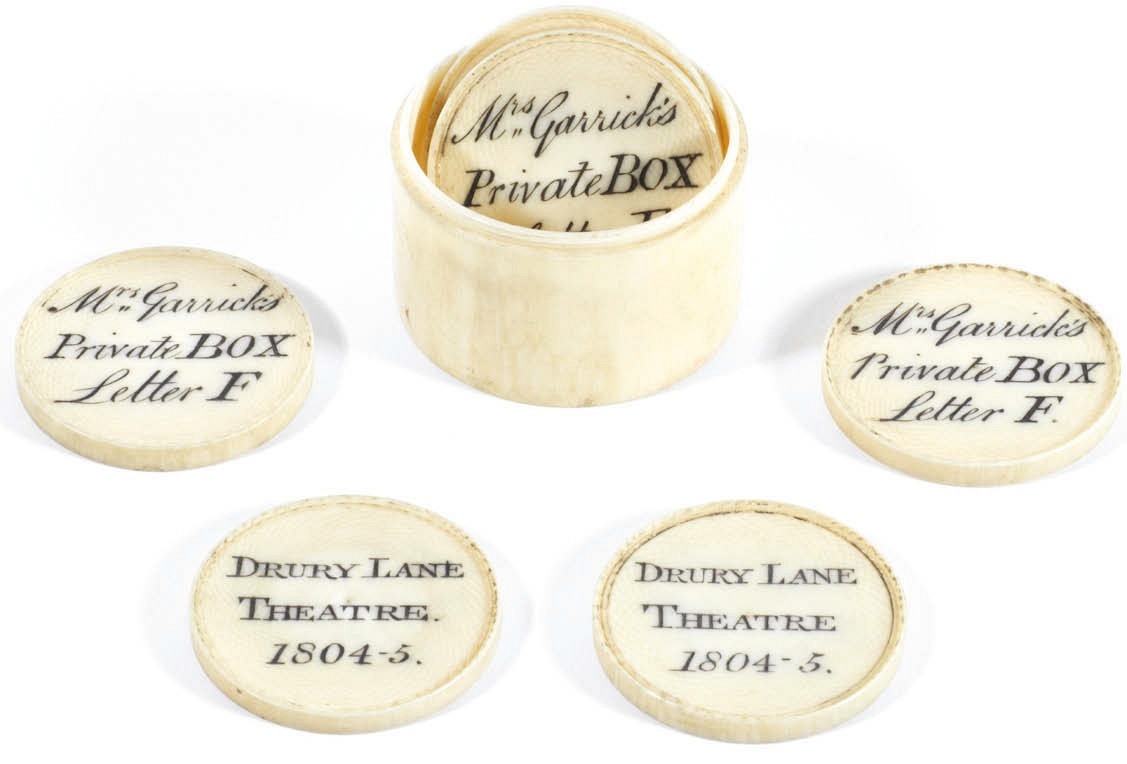 Mrs„ Garrick's
Private BOX
Mrs„ Garrick's
Private BOX
Letter F
Mrs„ Garrick's
Private BOX
Letter F.
DRURY LANE
THEATRE.
1804-5.
DRURY LANE
THEATRE
1804-5.